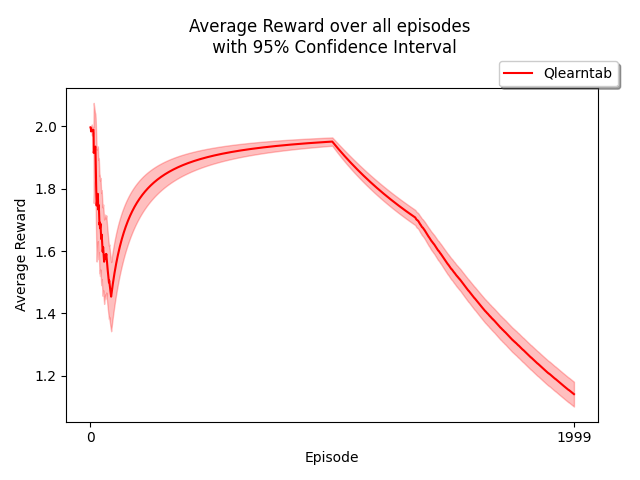 Average Reward over all episodes
with 95% Confidence Interval
Qlearntab
2.0
1.8
1.6
1.4
1.2
Average Reward
0
1999
Episode